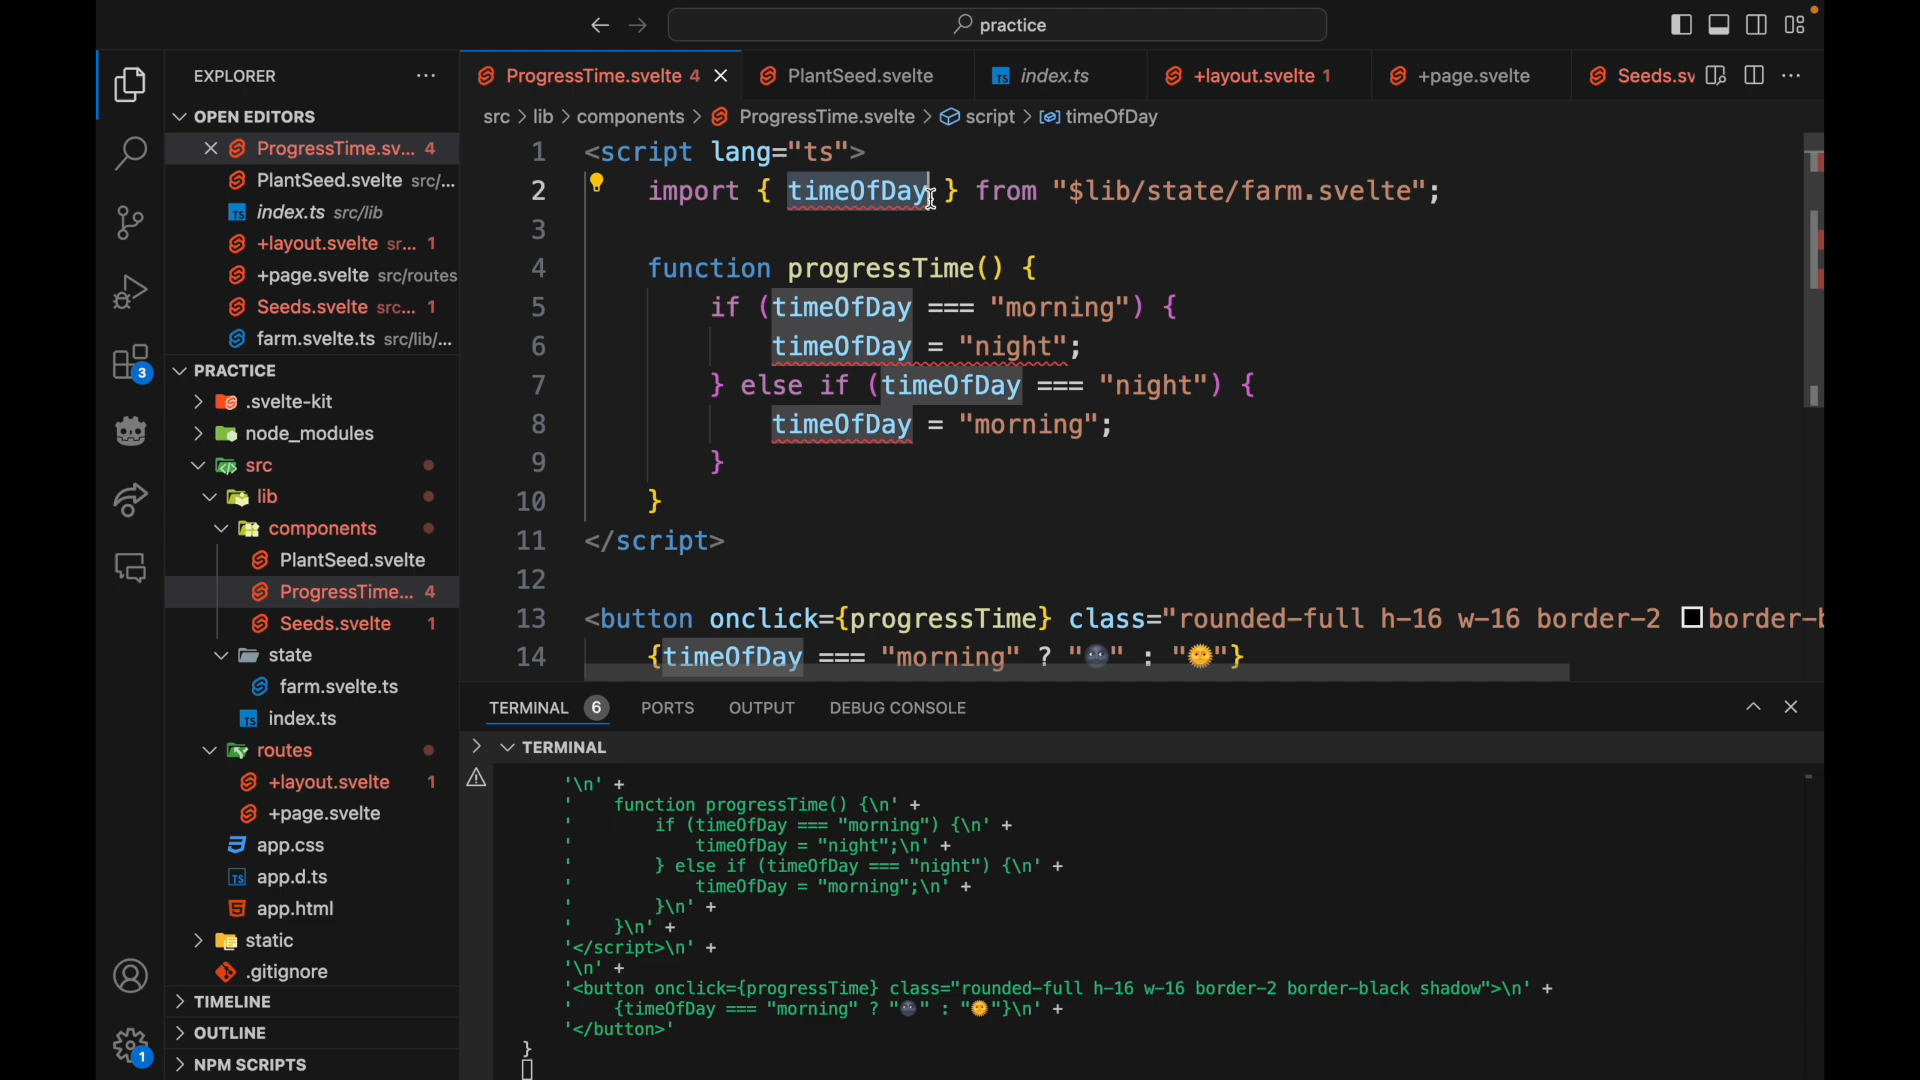 practice
EXPLORER
OPEN EDITORS
ProgressTime.sv... 4
PlantSeed.svelte src/...
index.ts src/lib
+layout.svelte sr... 1
+page.svelte src/routes
Seeds.svelte src... 1
farm.svelte.ts src/lib/...
PRACTICE
.svelte-kit
node_modules
src
lib
components
PlantSeed.svelte
ProgressTime... 4
Seeds.svelte 1
state
farm.svelte.ts
index.ts
routes
+layout.svelte 1
+page.svelte
app.css
app.d.ts
app.html
static
.gitignore
TIMELINE
OUTLINE
NPM SCRIPTS
3
1
ProgressTime.svelte 4
PlantSeed.svelte
index.ts
+layout.svelte 1
+page.svelte
Seeds.sv
src > lib > components > ProgressTime.svelte > script > timeOfDay
1 <script lang="ts">
2 import { timeOfDay } from "$lib/state/farm.svelte";
3
4 function progressTime() {
5 if (timeOfDay === "morning") {
6 timeOfDay = "night";
7 } else if (timeOfDay === "night") {
8 timeOfDay = "morning";
9 }
10 }
11 </script>
12
13 <button onclick={progressTime} class="rounded-full h-16 w-16 border-2 border-b
14 {timeOfDay === "morning" ? "🌚" : "🌞"}
TERMINAL 6 PORTS OUTPUT DEBUG CONSOLE
TERMINAL
'\n' +
' function progressTime() {\n' +
' if (timeOfDay === "morning") {\n' +
' timeOfDay = "night";\n' +
' } else if (timeOfDay === "night") {\n' +
' timeOfDay = "morning";\n' +
' }\n' +
' }\n' +
'</script>\n' +
'\n' +
'<button onclick={progressTime} class="rounded-full h-16 w-16 border-2 border-black shadow">\n' +
' {timeOfDay === "morning" ? "🌚" : "🌞"}\n' +
'</button>'
}